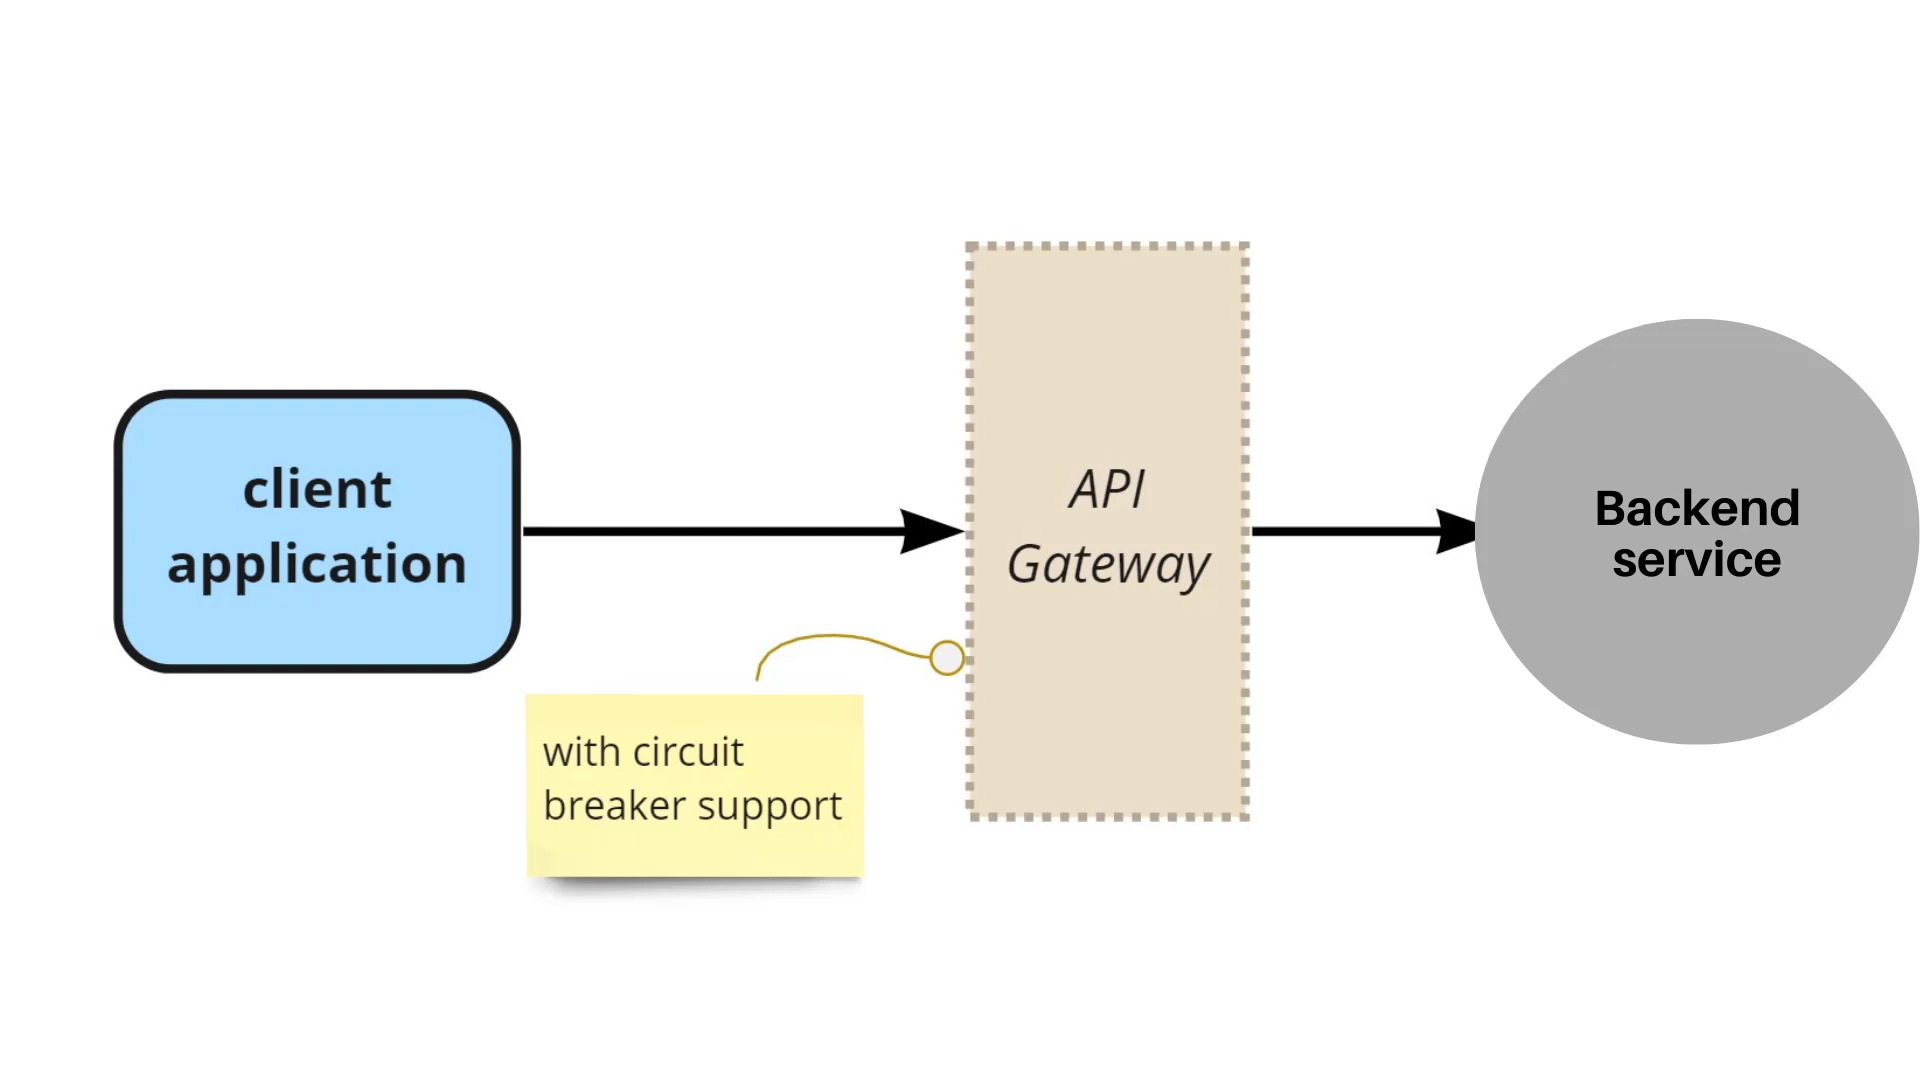 client
application
API
Gateway
Backend
service
with circuit
breaker support